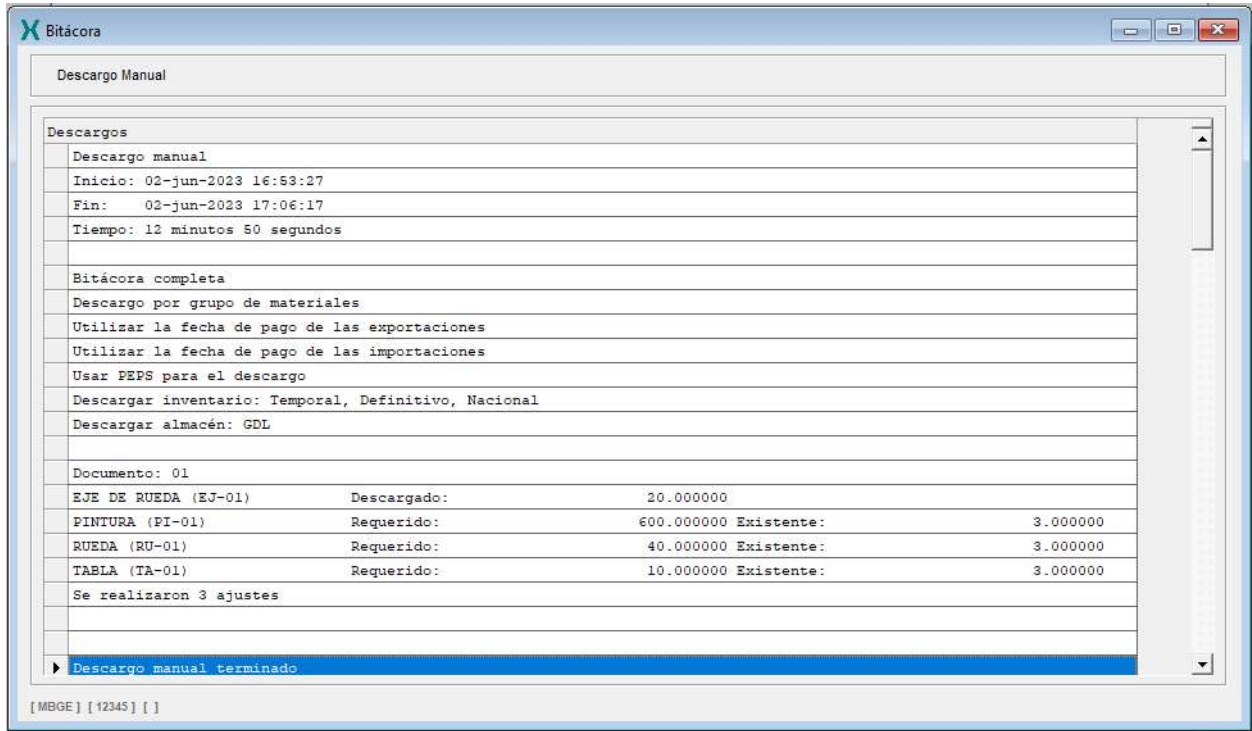 Bitácora
Descargo Manual
Descargos
Descargo manual
Inicio: 02-jun-2023 16:53:27
Fin: 02-jun-2023 17:06:17
Tiempo: 12 minutos 50 segundos
Bitácora completa
Descargo por grupo de materiales
Utilizar la fecha de pago de las exportaciones
Utilizar la fecha de pago de las importaciones
Usar PEPS para el descargo
Descargar inventario: Temporal, Definitivo, Nacional
Descargar almacén: GDL
Documento: 01
EJE DE RUEDA (EJ-01) Descargado: 20.000000
PINTURA (PI-01) Requerido: 600.000000 Existente: 3.000000
RUEDA (RU-01) Requerido: 40.000000 Existente: 3.000000
TABLA (TA-01) Requerido: 10.000000 Existente: 3.000000
Se realizaron 3 ajustes
Descargo manual terminado
[ MBGE ] [ 12345 ] [ ]